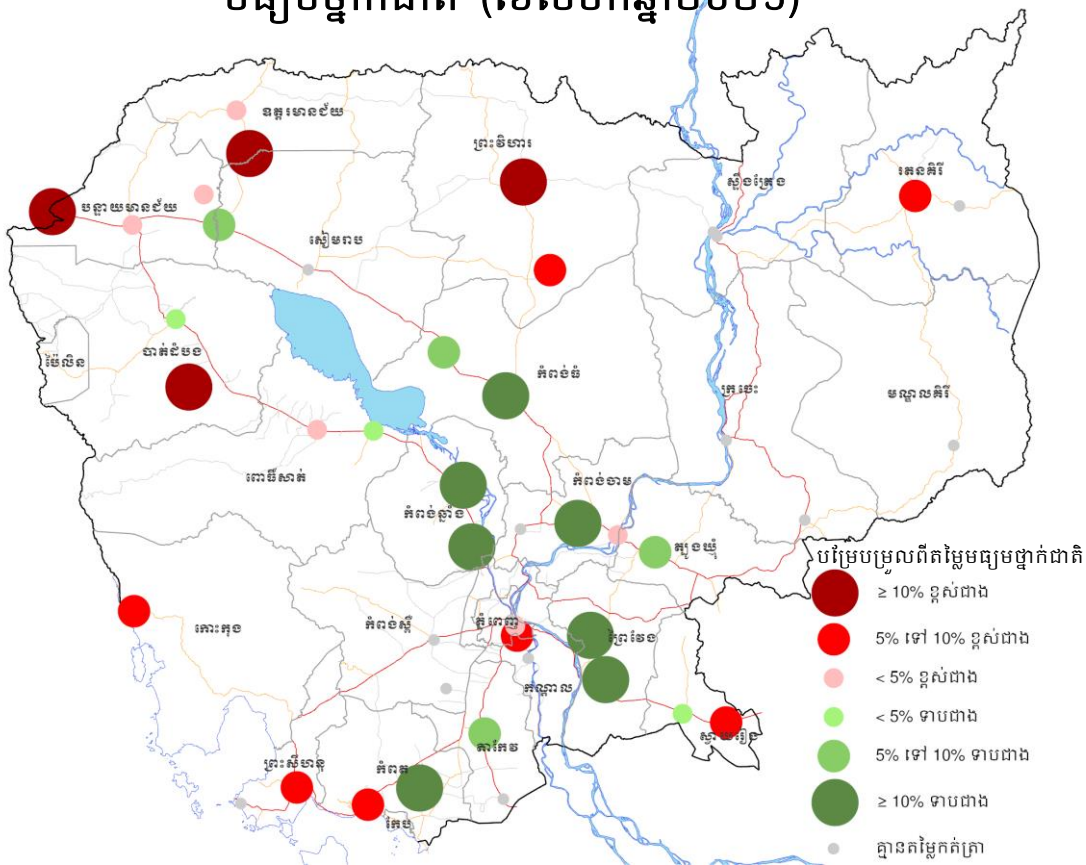 ឧត្តរមានជ័យ
ព្រះវិហារ
ស្ទឹងត្រែង
រតនគិរី
បន្ទាយមានជ័យ
សៀមរាប
ប៉ៃលិន
បាត់ដំបង
កំពង់ធំ
ក្រចេះ
មណ្ឌលគិរី
ពោធិ៍សាត់
កំពង់ចាម
កំពង់ឆ្នាំង
ត្បូងឃ្មុំ
កោះកុង
កំពង់ស្ពឺ
ភ្នំពេញ
ព្រៃវែង
កណ្តាល
តាកែវ
ស្វាយរៀង
ព្រះសីហនុ
កំពត
កែប
បម្រែបម្រួលពីតម្លៃមធ្យមថ្នាក់ជាតិ
≥ 10% ខ្ពស់ជាង
5% ទៅ 10% ខ្ពស់ជាង
< 5% ខ្ពស់ជាង
< 5% ទាបជាង
5% ទៅ 10% ទាបជាង
≥ 10% ទាបជាង
គ្មានតម្លៃកត់ត្រា